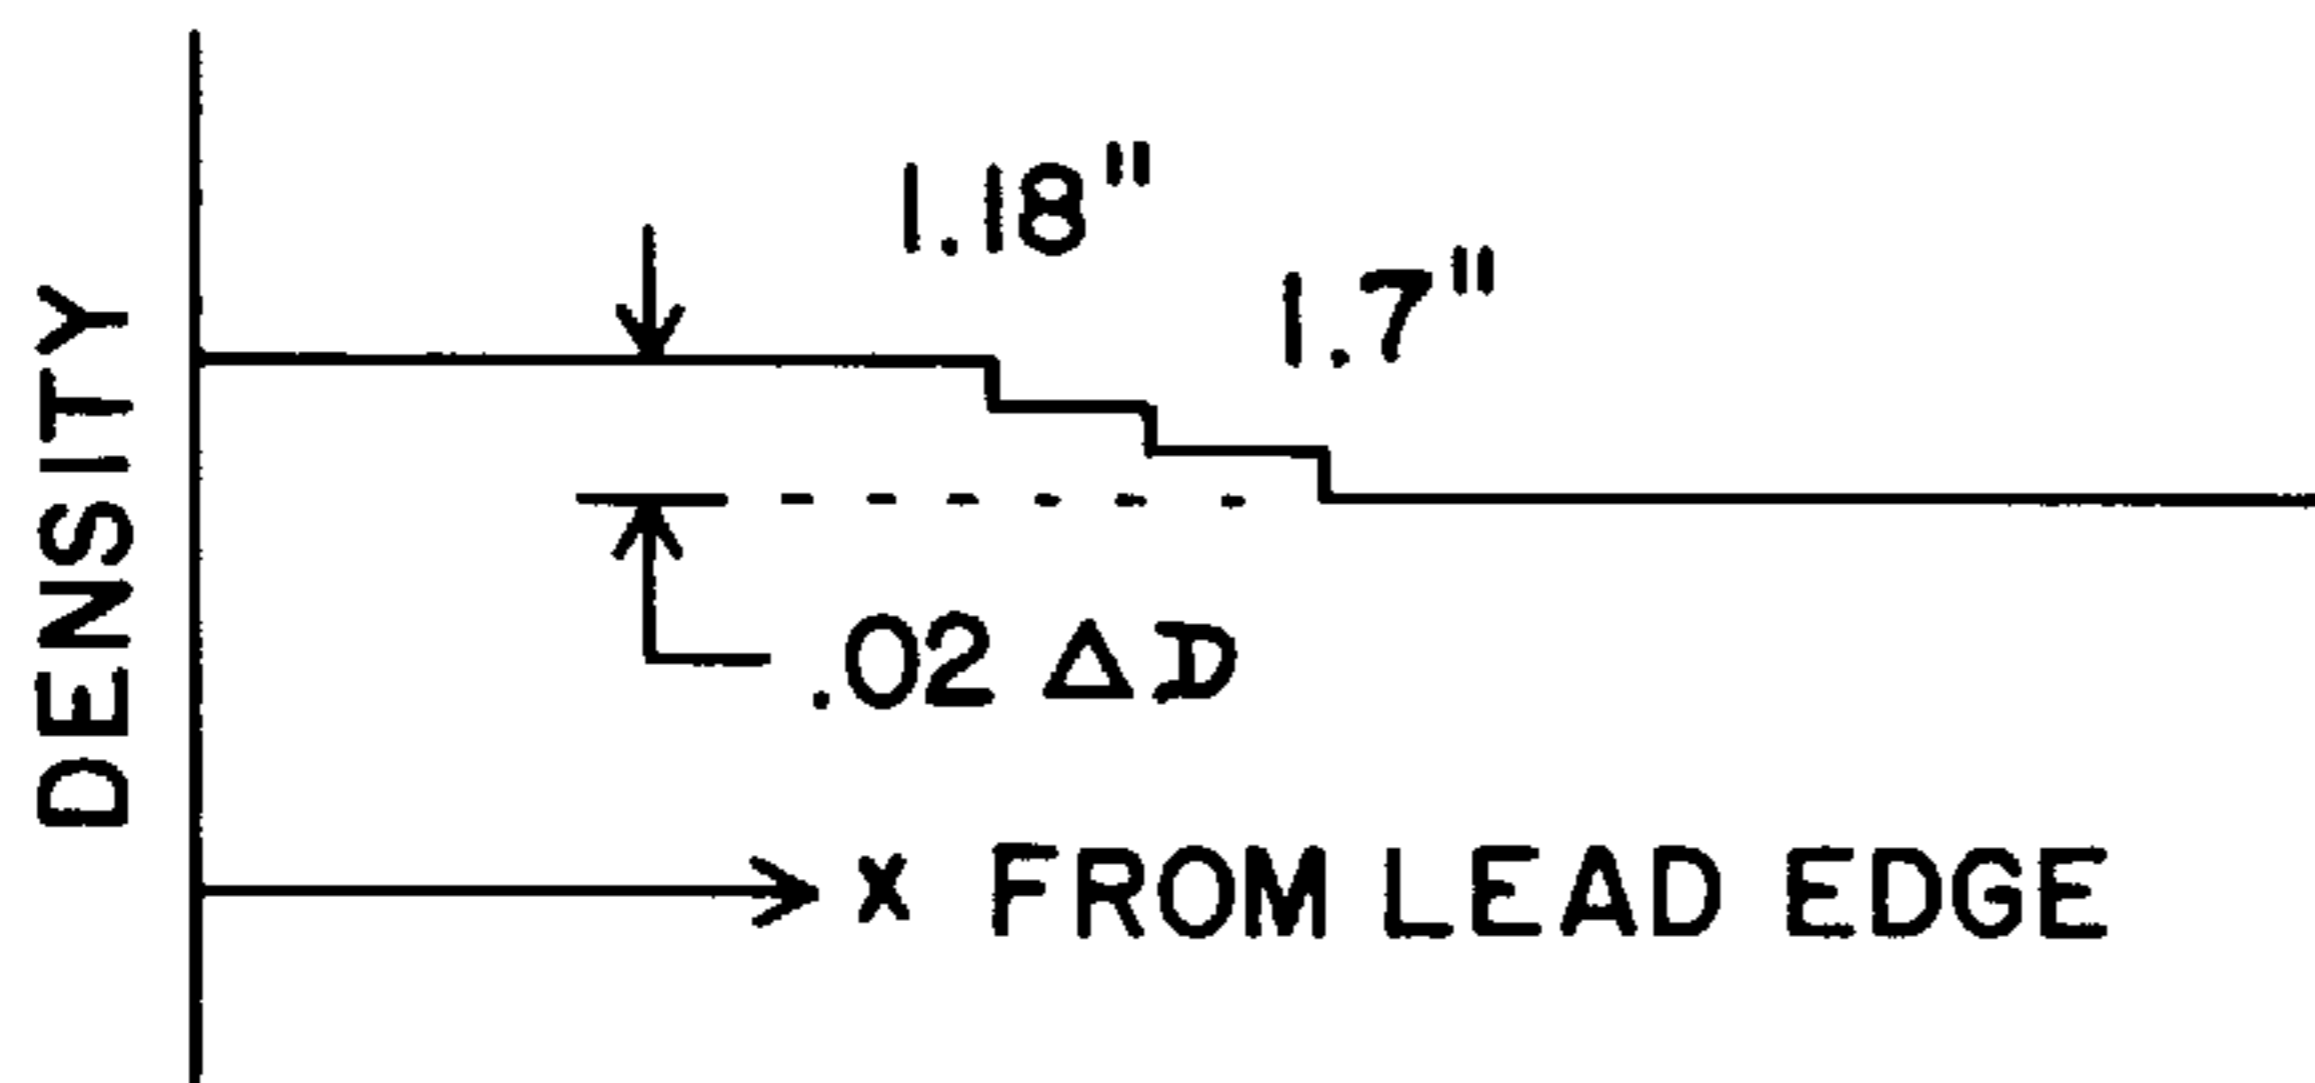 DENSITY
1.18"
1.7"
.02 ΔD
X FROM LEAD EDGE